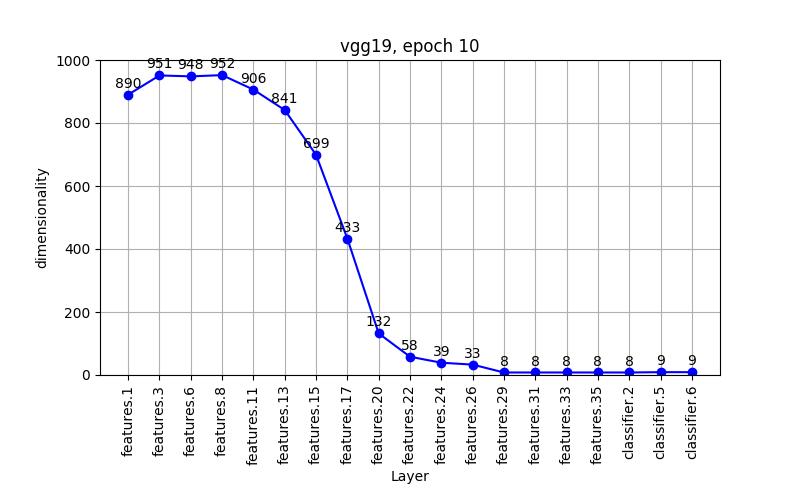 vgg19, epoch 10
dimensionality
1000
800
600
400
200
0
890
951
948
952
906
841
699
433
132
58
39
33
8
8
8
8
8
9
9
features.1
features.3
features.6
features.8
features.11
features.13
features.15
features.17
features.20
features.22
features.24
features.26
features.29
features.31
features.33
features.35
classifier.2
classifier.5
classifier.6
Layer